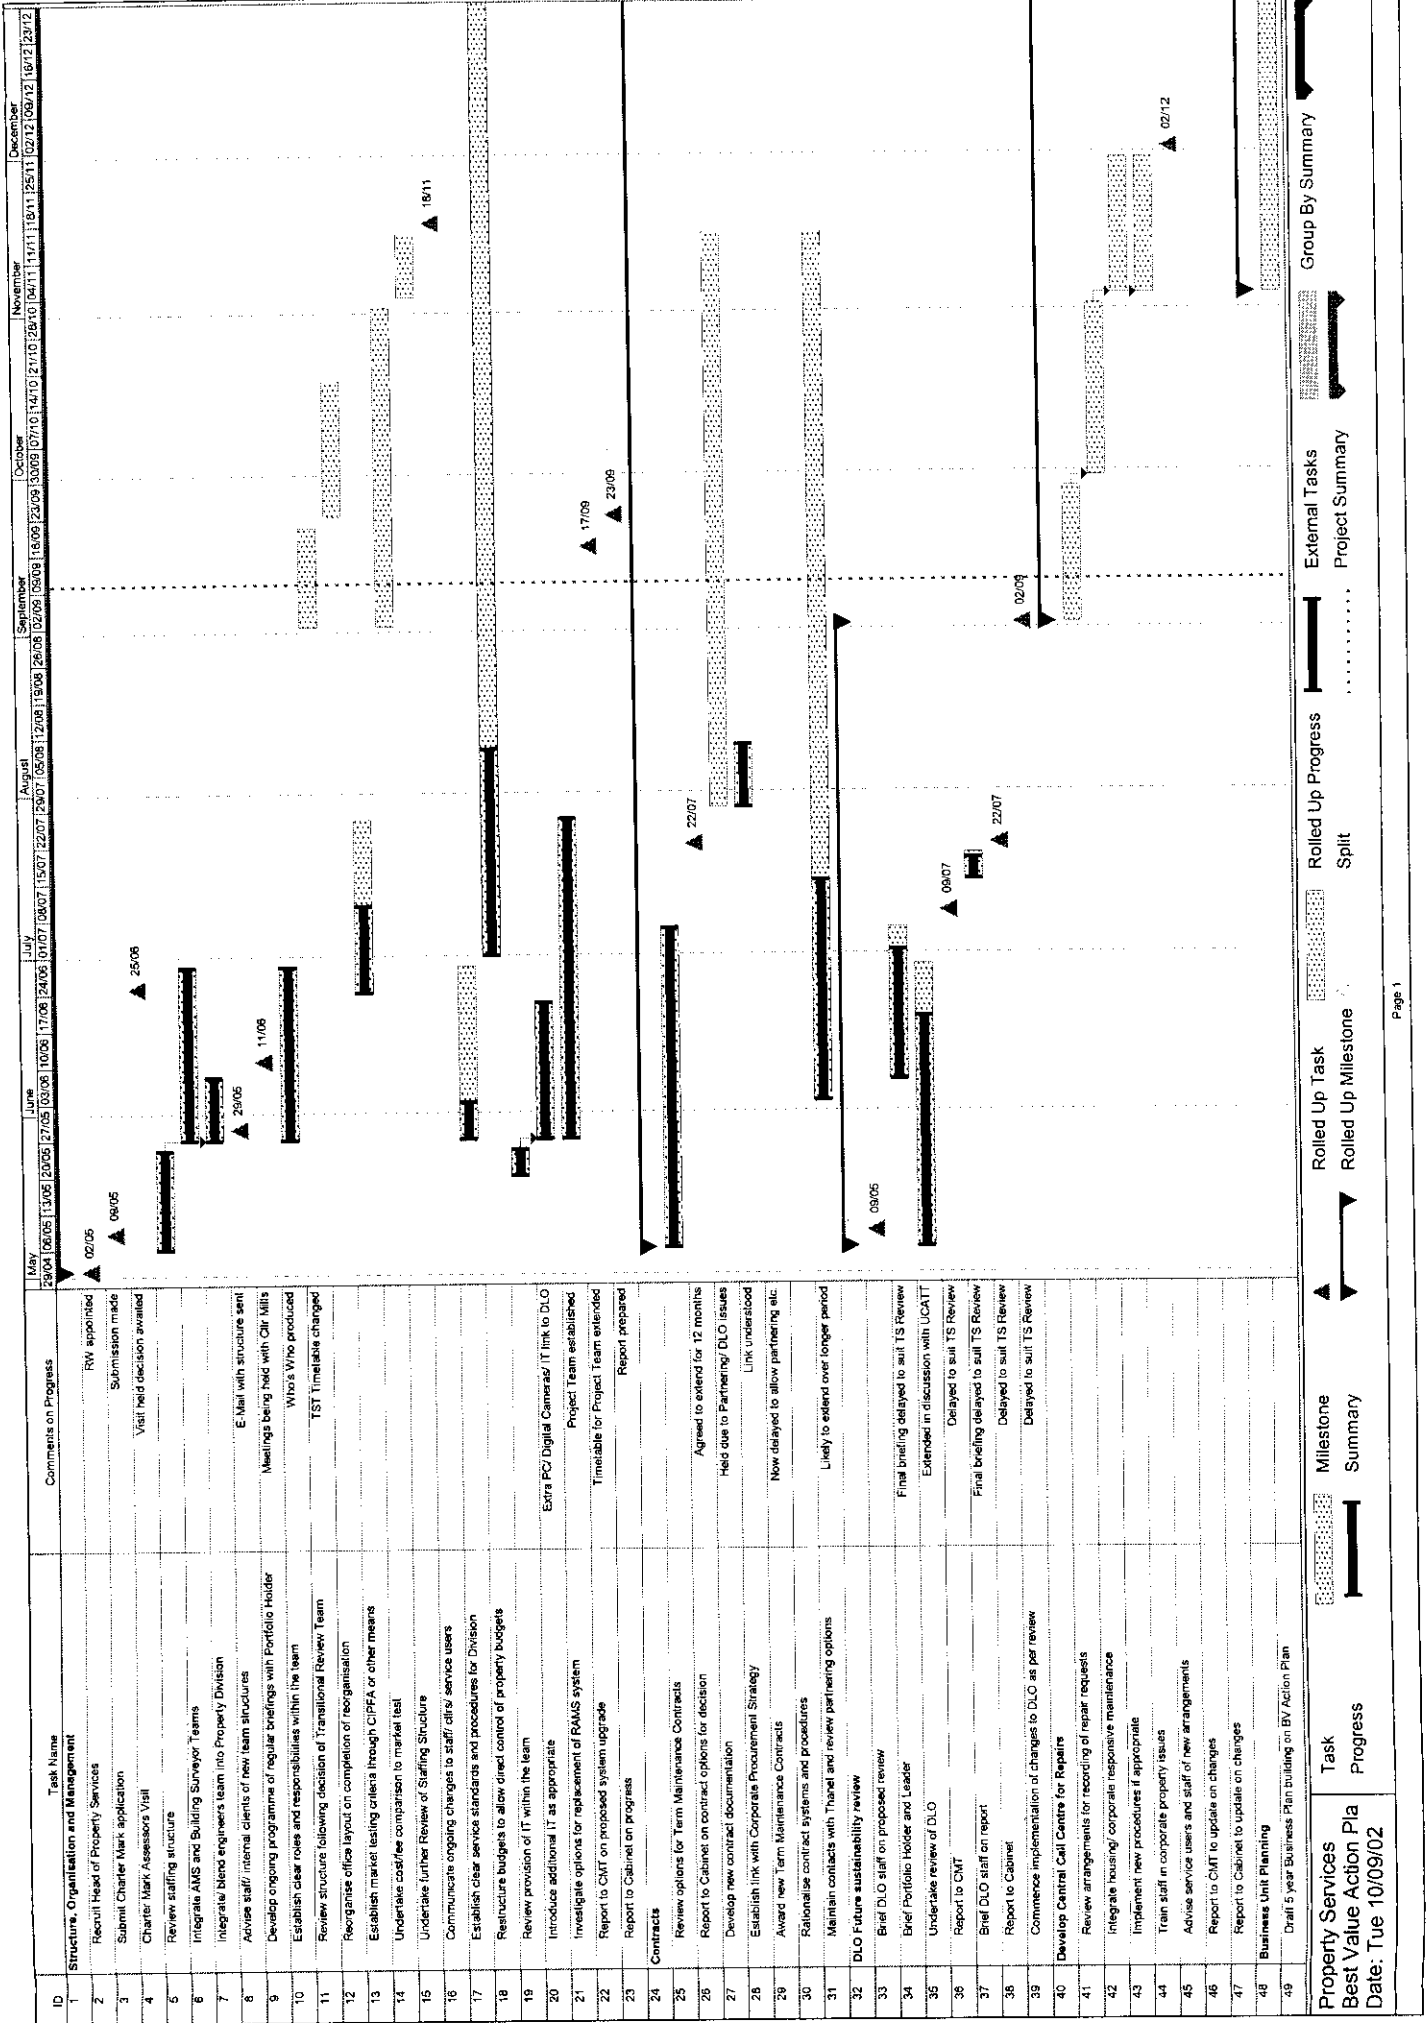 ID Task Name Comments on Progress
May June July August September October November December
29/04 06/05 13/05 20/05 27/05 03/06 10/06 17/06 24/06 01/07 08/07 15/07 22/07 29/07 05/08 12/08 19/08 26/08 02/09 09/09 16/09 23/09 30/09 07/10 14/10 21/10 28/10 04/11 11/11 18/11 25/11 02/12 09/12 16/12 23/12
1 Structure, Organisation and Management
2 Recruit Head of Property Services RW appointed 02/05
3 Submit Charter Mark application Submission made 09/05
4 Charter Mark Assessors Visit Visit held decision awaited 25/06
5 Review staffing structure
6 Integrate AMS and Building Surveyor Teams
7 Integrate/ blend engineers team into Property Division
8 Advise staff/ internal clients of new team structures E-Mail with structure sent 29/05
9 Develop ongoing programme of regular briefings with Portfolio Holder Meetings being held with Cllr Mills 11/06
10 Establish clear roles and responsibilities within the team Who's Who produced
11 Review structure following decision of Transitional Review Team TST Timetable changed
12 Reorganise office layout on completion of reorganisation
13 Establish market testing criteria through CIPFA or other means
14 Undertake cost/fee comparison to market test
15 Undertake further Review of Staffing Structure 18/11
16 Communicate ongoing changes to staff/ cllrs/ service users
17 Establish clear service standards and procedures for Division
18 Restructure budgets to allow direct control of property budgets
19 Review provision of IT within the team
20 Introduce additional IT as appropriate Extra PC/ Digital Cameras/ IT link to DLO
21 Investigate options for replacement of RAMS system Project Team established
22 Report to CMT on proposed system upgrade Timetable for Project Team extended 17/09
23 Report to Cabinet on progress Report prepared 23/09
24 Contracts
25 Review options for Term Maintenance Contracts
26 Report to Cabinet on contract options for decision Agreed to extend for 12 months 22/07
27 Develop new contract documentation Held due to Partnering/ DLO issues
28 Establish link with Corporate Procurement Strategy Link understood
29 Award new Term Maintenance Contracts Now delayed to allow partnering etc.
30 Rationalise contract systems and procedures
31 Maintain contacts with Thanet and review partnering options Likely to extend over longer period
32 DLO Future sustainability review
33 Brief DLO staff on proposed review 09/05
34 Brief Portfolio Holder and Leader Final briefing delayed to suit TS Review
35 Undertake review of DLO Extended in discussion with UCATT
36 Report to CMT Delayed to suit TS Review 09/07
37 Brief DLO staff on report Final briefing delayed to suit TS Review
38 Report to Cabinet Delayed to suit TS Review 22/07
39 Commence implementation of changes to DLO as per review Delayed to suit TS Review 02/09
40 Develop Central Call Centre for Repairs
41 Review arrangements for recording of repair requests
42 Integrate housing/ corporate responsive maintenance
43 Implement new procedures if appropriate
44 Train staff in corporate property issues
45 Advise service users and staff of new arrangements 02/12
46 Report to CMT to update on changes
47 Report to Cabinet to update on changes
48 Business Unit Planning
49 Draft 5 year Business Plan building on BV Action Plan
Property Services
Best Value Action Pla
Date: Tue 10/09/02
Task Milestone Rolled Up Task Rolled Up Progress External Tasks Group By Summary
Progress Summary Rolled Up Milestone Split Project Summary
Page 1